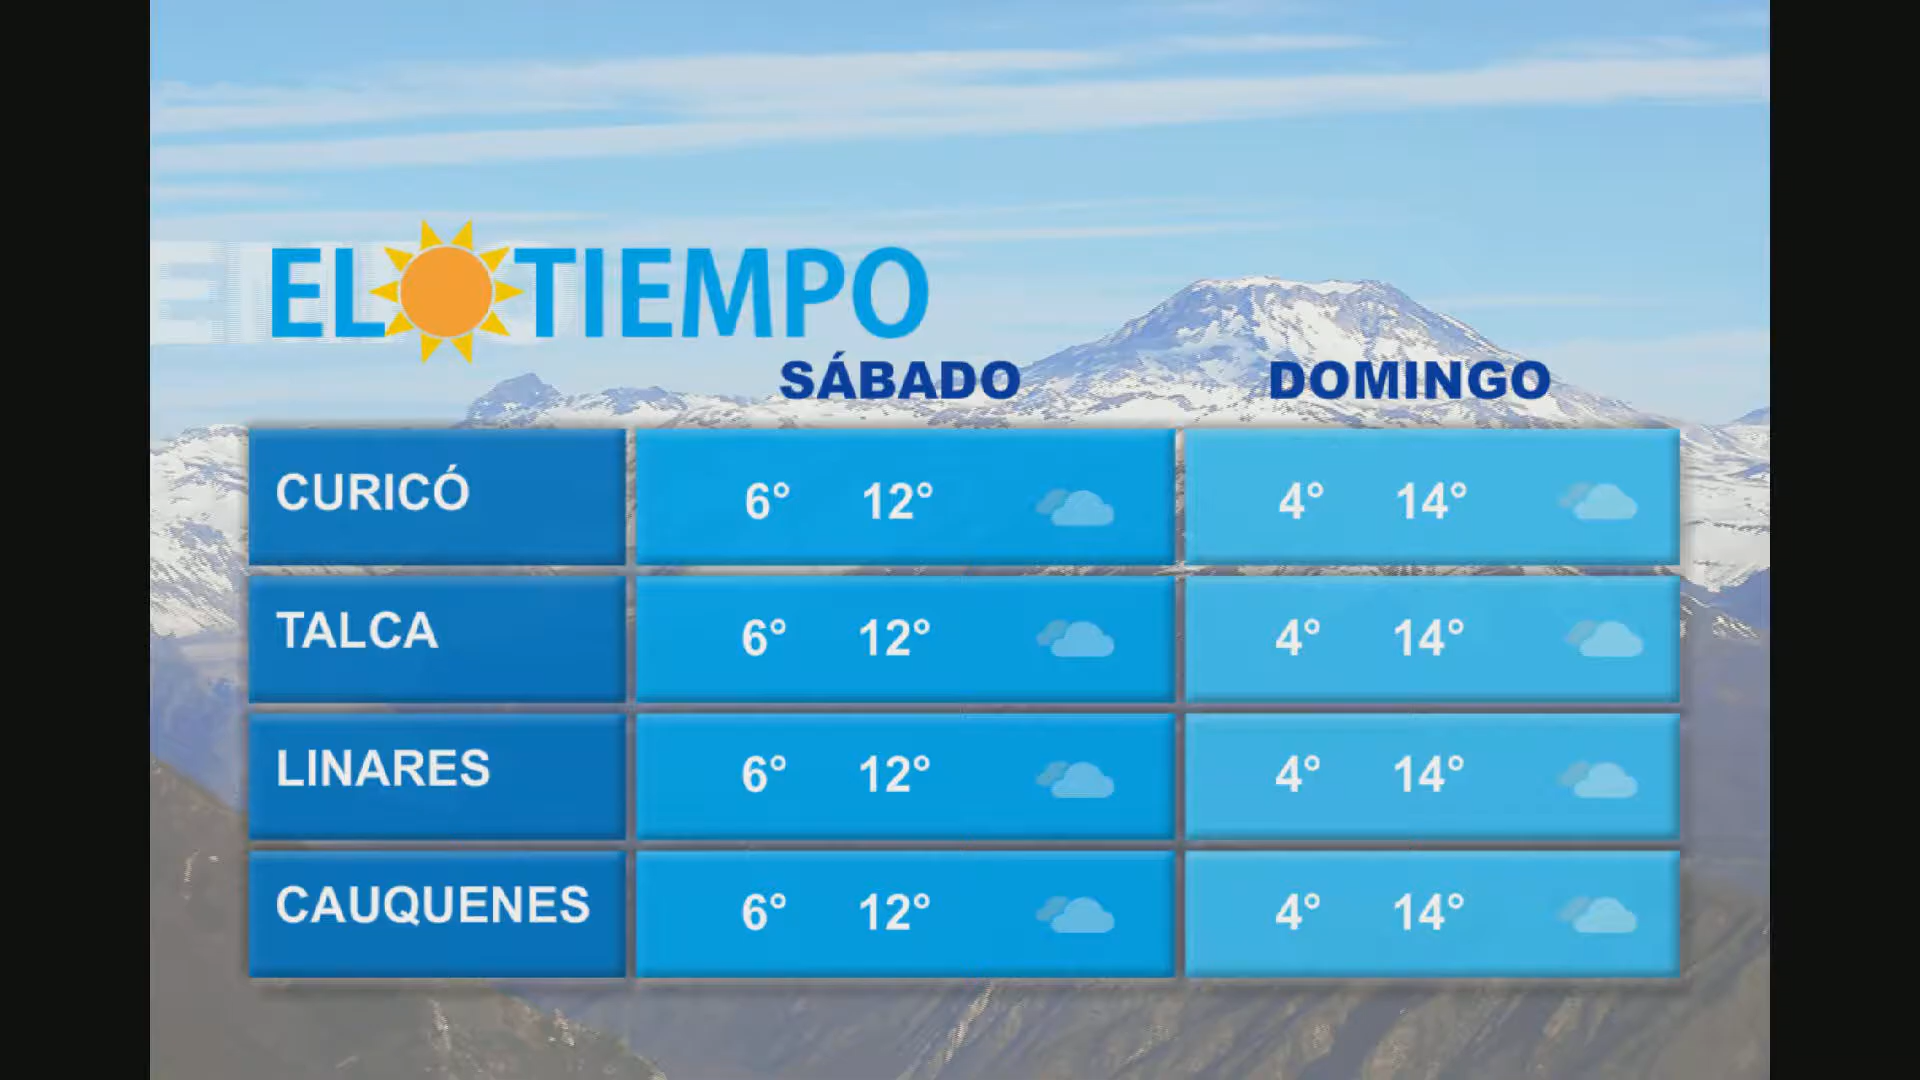 EL TIEMPO
SÁBADO DOMINGO
CURICÓ 6° 12° 4° 14°
TALCA 6° 12° 4° 14°
LINARES 6° 12° 4° 14°
CAUQUENES 6° 12° 4° 14°